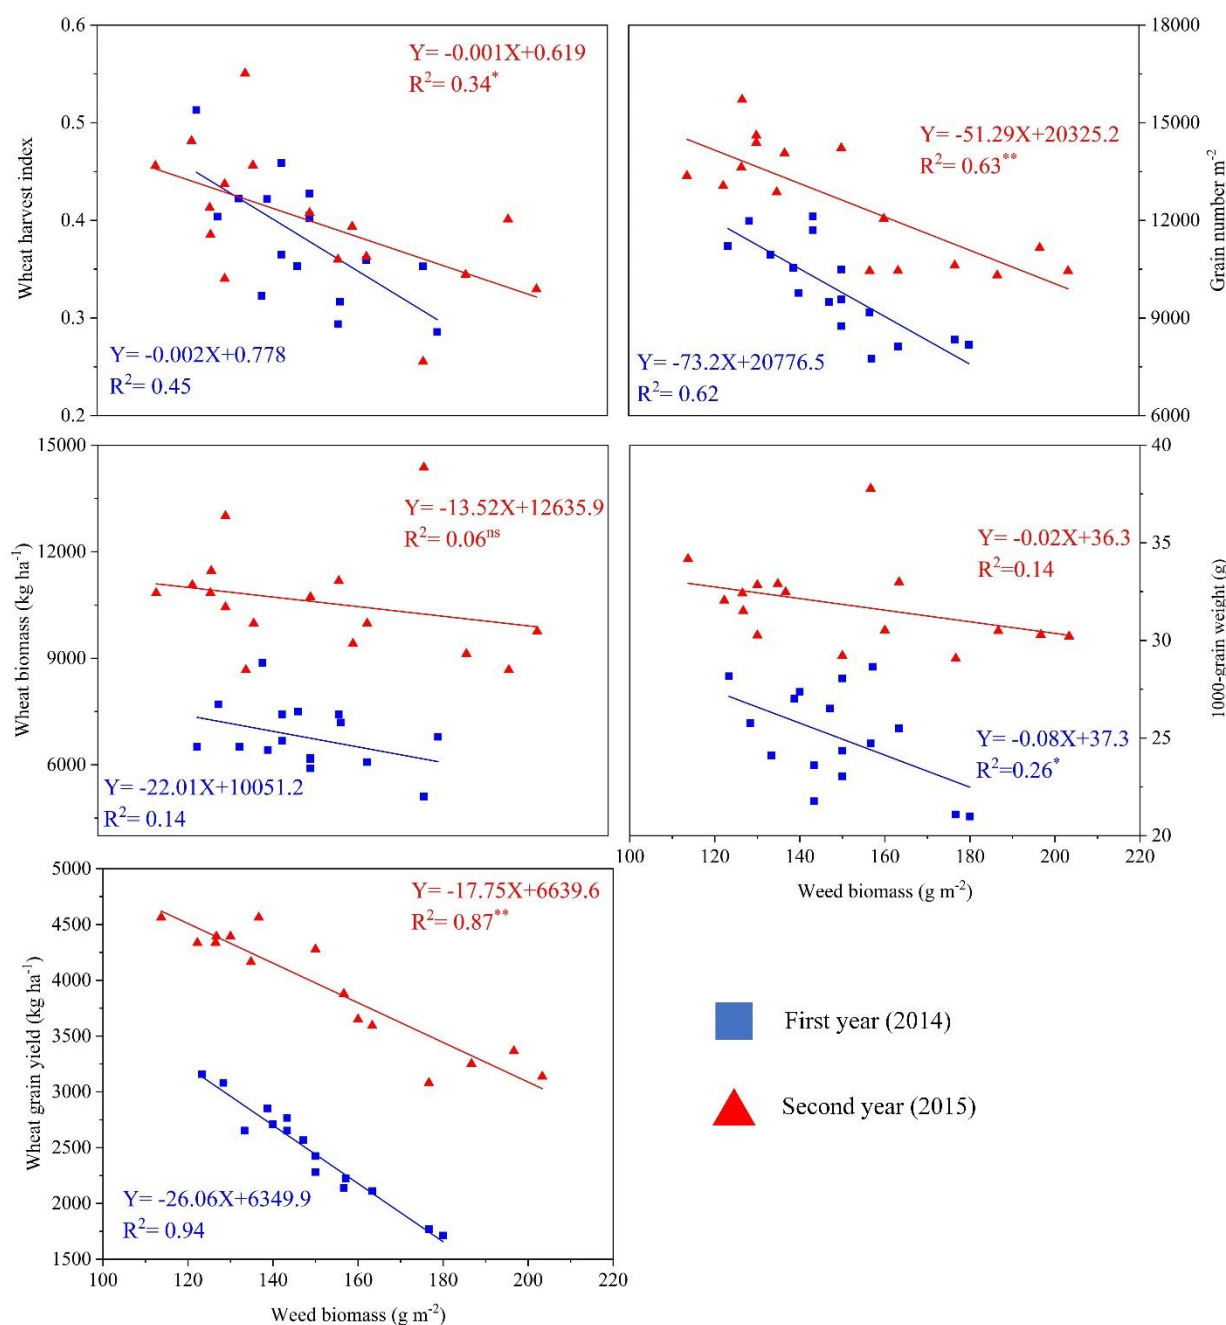 0.6
0.5
0.4
0.3
0.2
Wheat harvest index
Y= -0.001X+0.619
R²= 0.34*
Y= -0.002X+0.778
R²= 0.45
18000
15000
12000
9000
6000
Grain number m⁻²
Y= -51.29X+20325.2
R²= 0.63**
Y= -73.2X+20776.5
R²= 0.62
15000
12000
9000
6000
Wheat biomass (kg ha⁻¹)
Y= -13.52X+12635.9
R²= 0.06ⁿˢ
Y= -22.01X+10051.2
R²= 0.14
40
35
30
25
20
1000-grain weight (g)
Y= -0.02X+36.3
R²= 0.14
Y= -0.08X+37.3
R²=0.26*
100 120 140 160 180 200 220
Weed biomass (g m⁻²)
5000
4500
4000
3500
3000
2500
2000
1500
Wheat grain yield (kg ha⁻¹)
Y= -17.75X+6639.6
R²= 0.87**
Y= -26.06X+6349.9
R²= 0.94
100 120 140 160 180 200 220
Weed biomass (g m⁻²)
First year (2014)
Second year (2015)